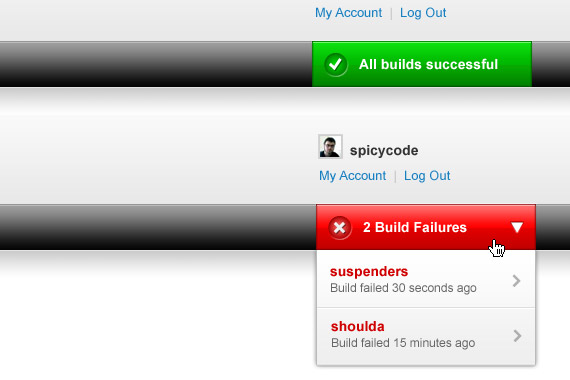 My Account | Log Out
All builds successful
spicycode
My Account | Log Out
2 Build Failures
suspenders
Build failed 30 seconds ago
shoulda
Build failed 15 minutes ago